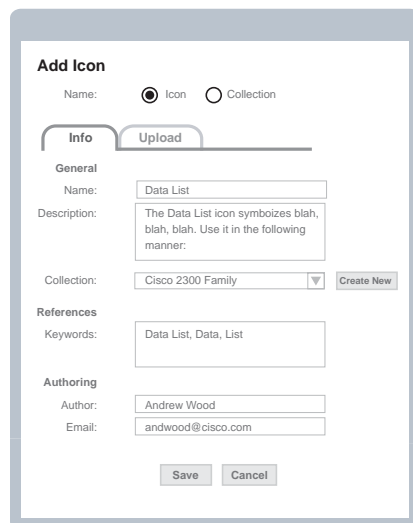 Add Icon
Name: Icon Collection
Info Upload
General
Name: Data List
Description: The Data List icon symboizes blah,
blah, blah. Use it in the following
manner:
Collection: Cisco 2300 Family Create New
References
Keywords: Data List, Data, List
Authoring
Author: Andrew Wood
Email: andwood@cisco.com
Save Cancel